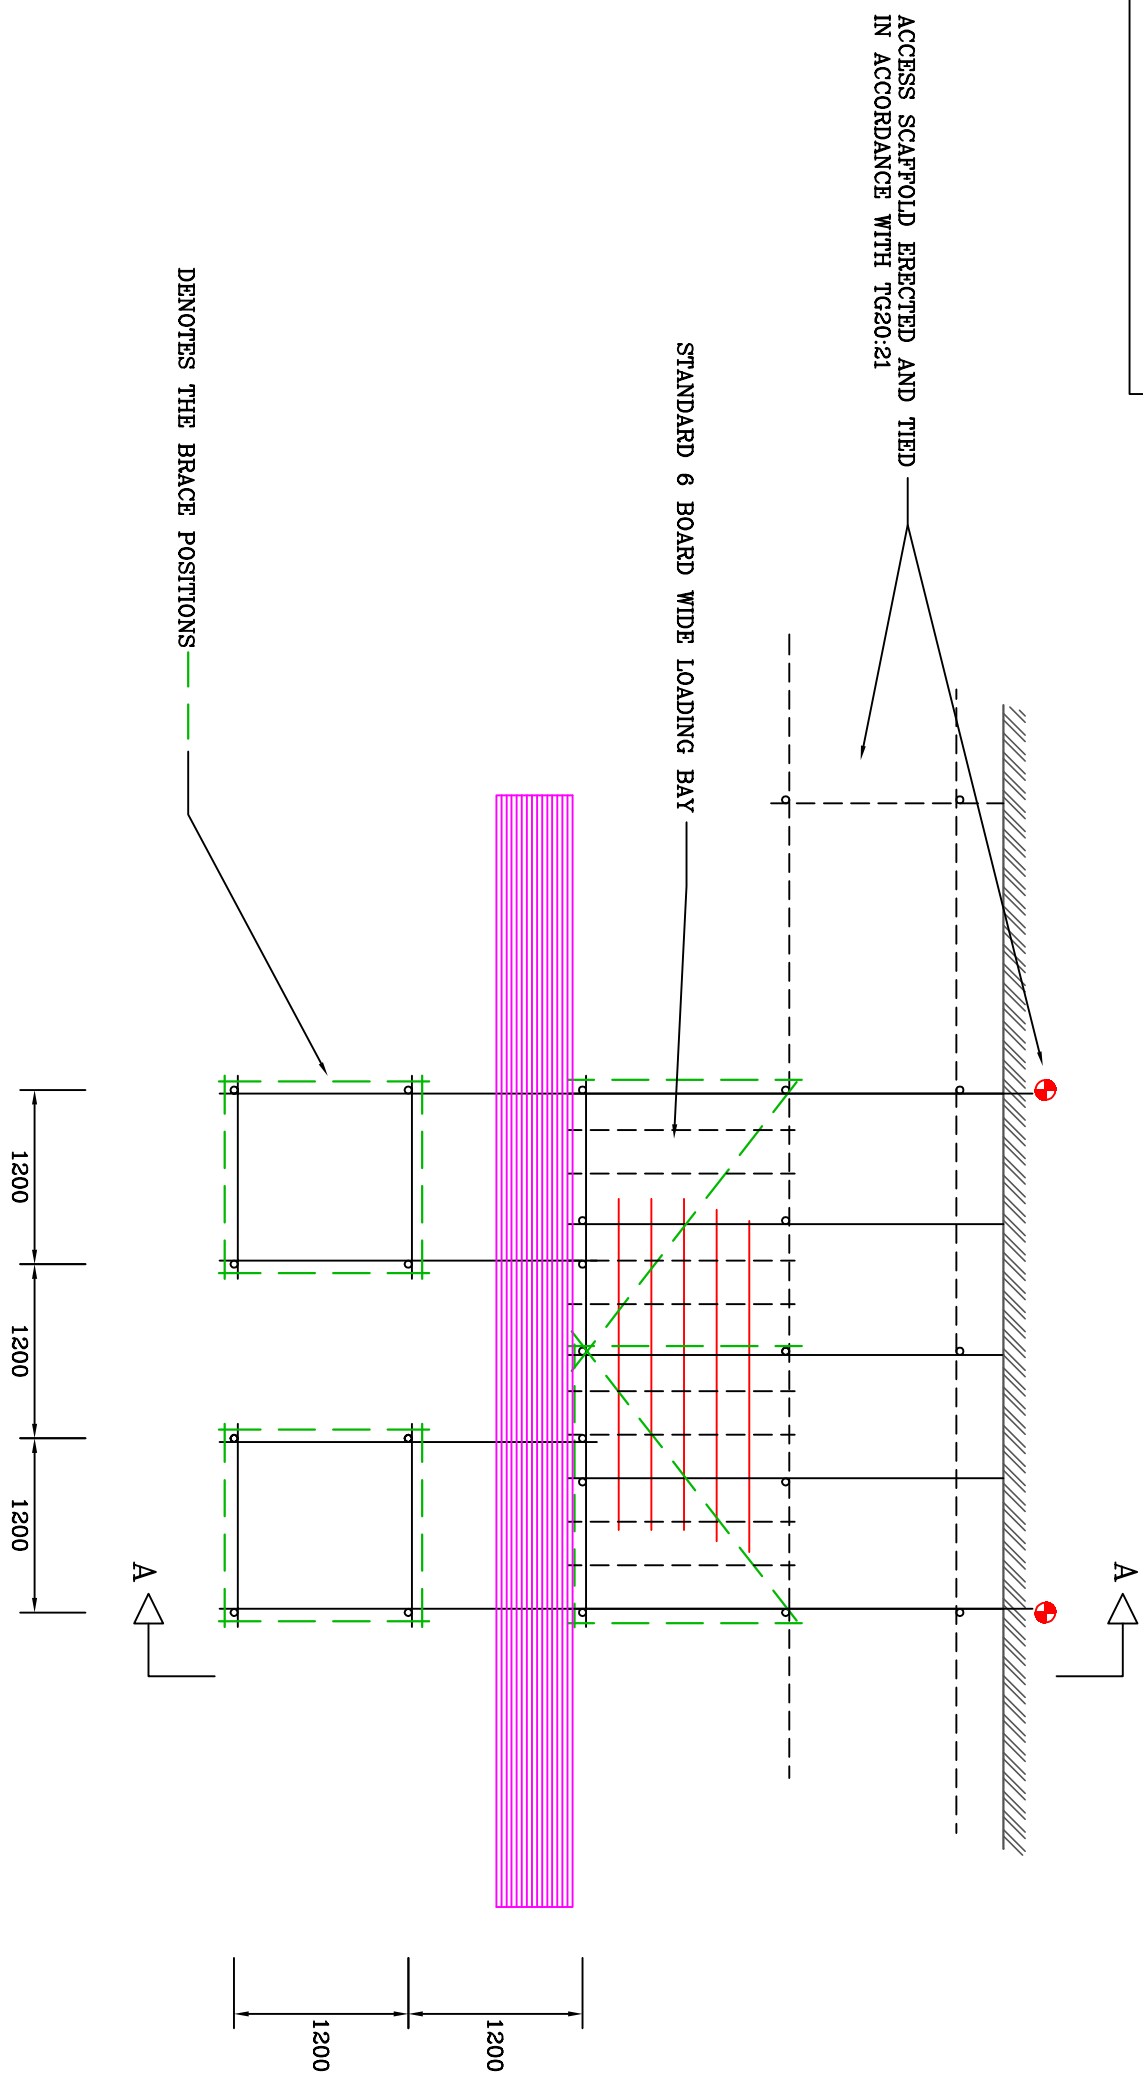 ACCESS SCAFFOLD ERECTED AND TIED
IN ACCORDANCE WITH TG20:21
STANDARD 6 BOARD WIDE LOADING BAY
DENOTES THE BRACE POSITIONS
A
A
1200
1200
1200
1200
1200